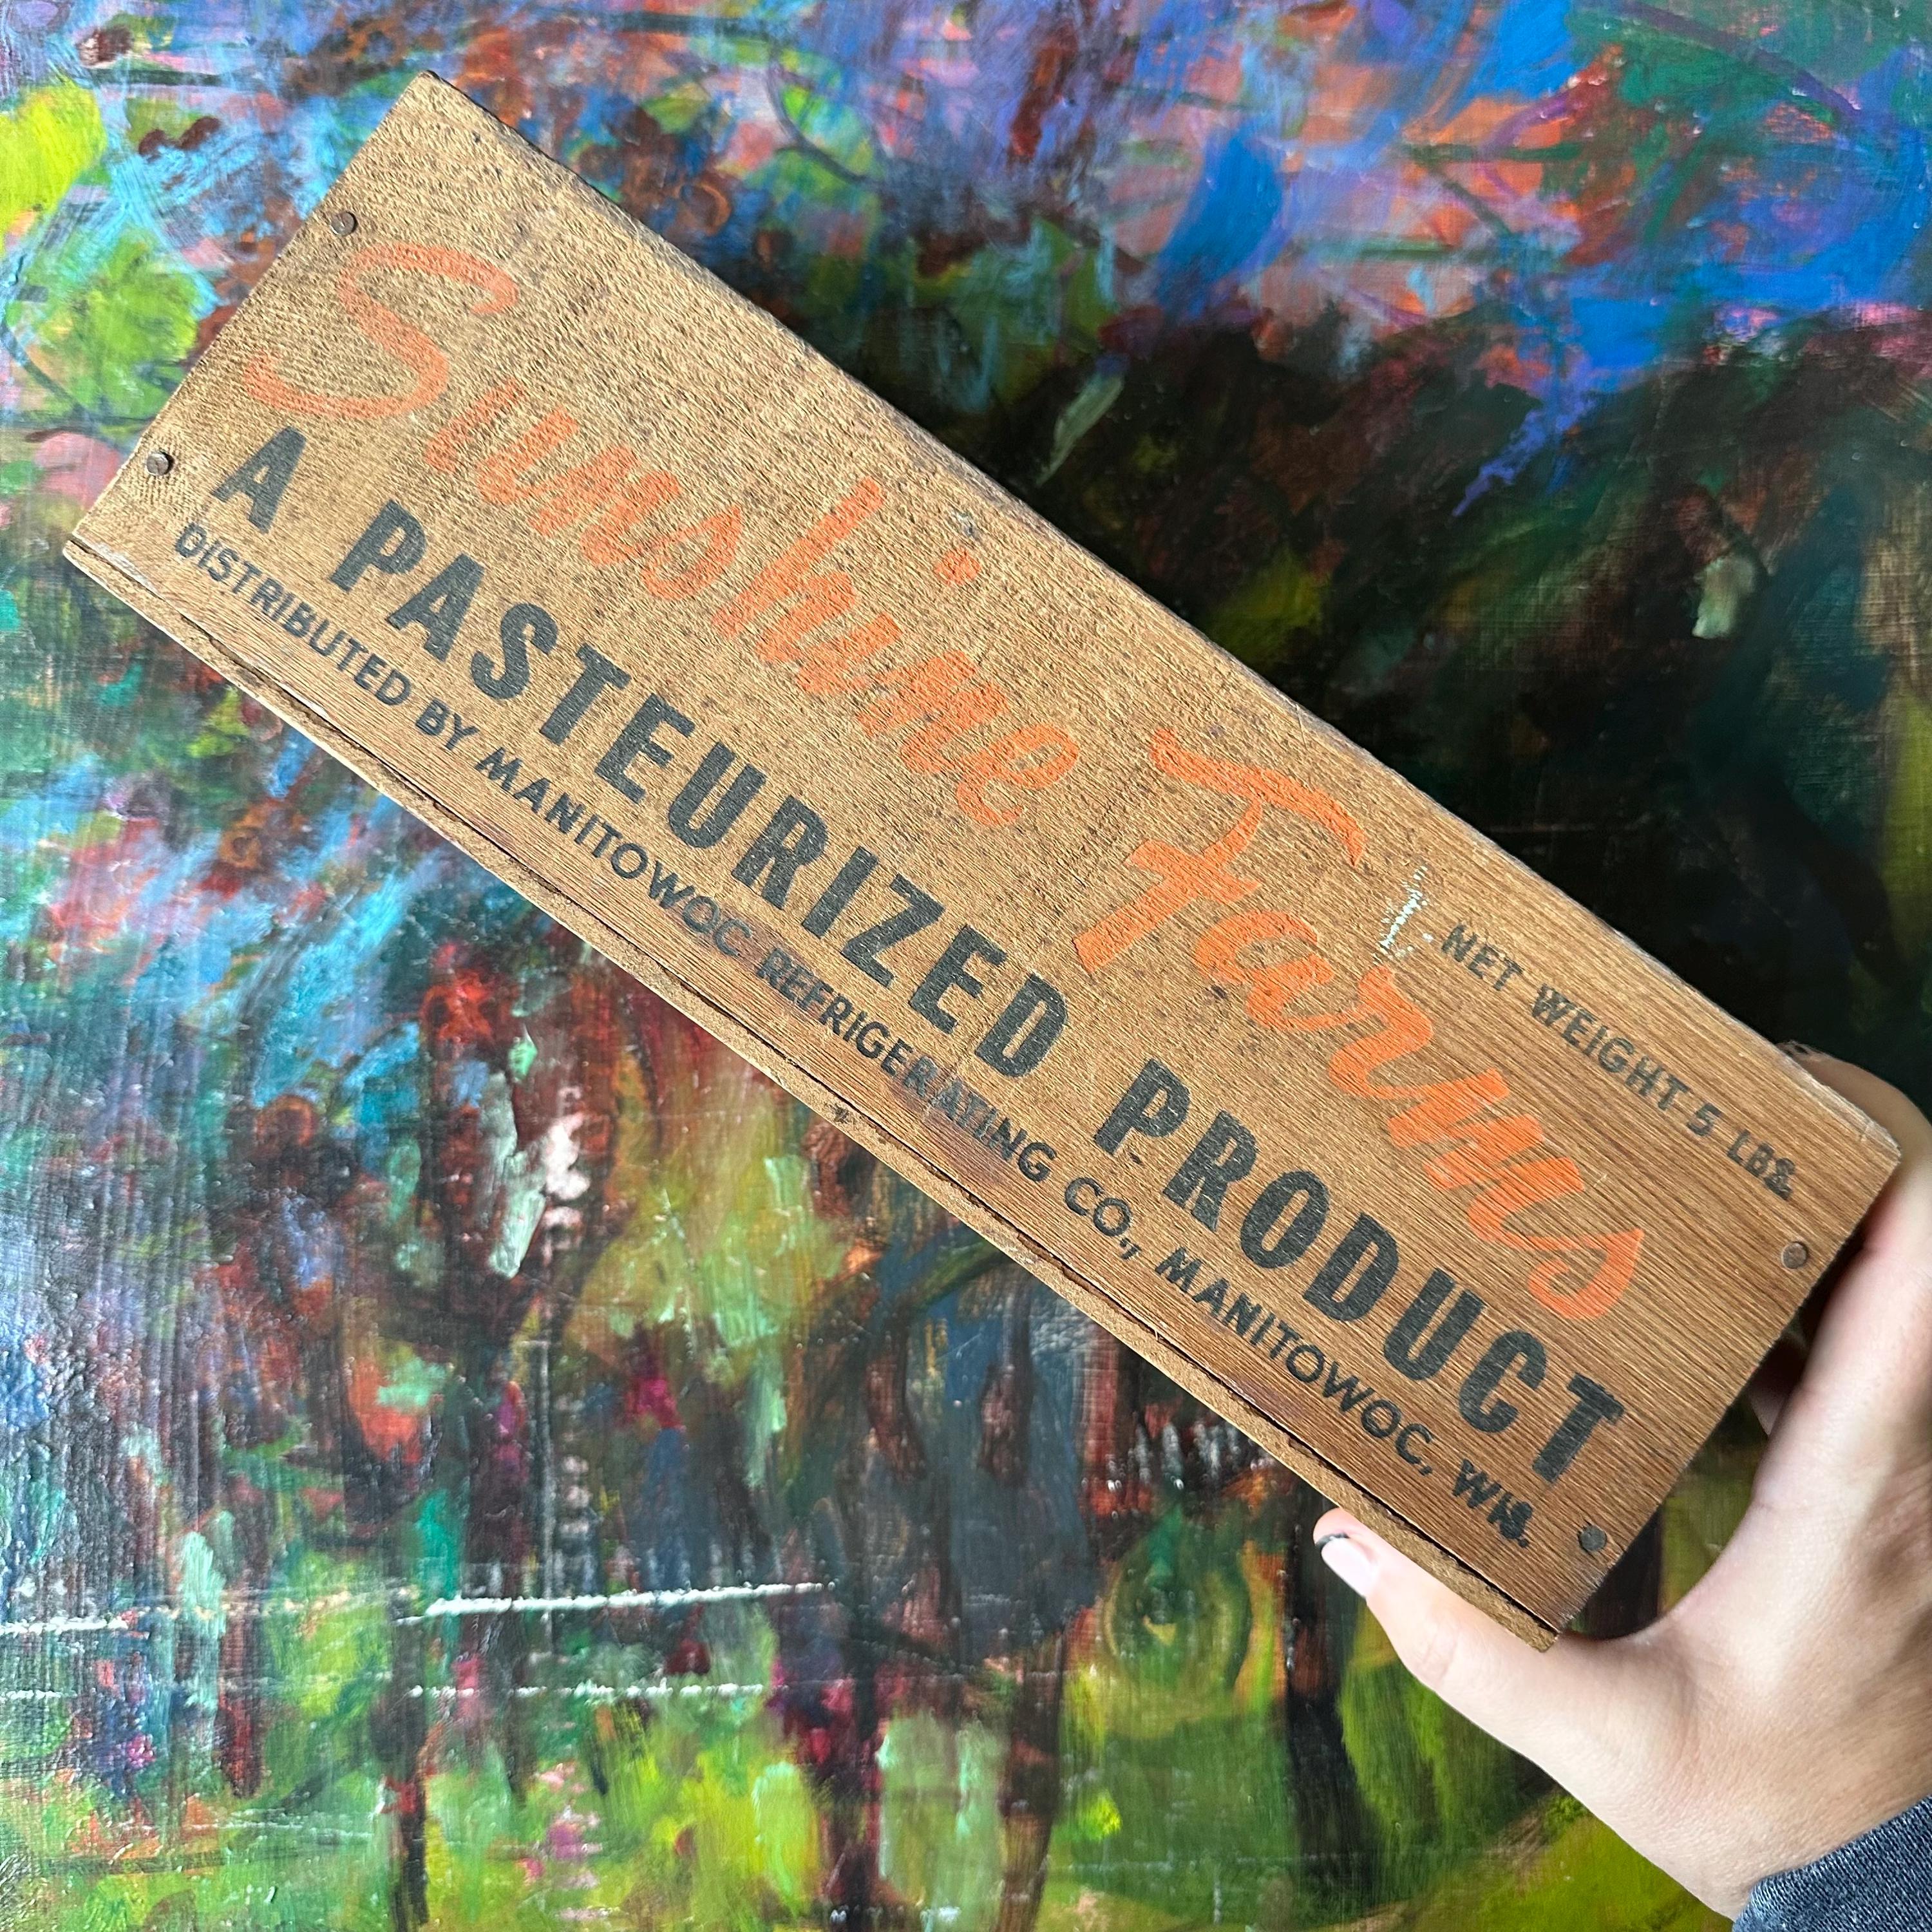 NET WEIGHT 5 LBS.
Sunshine Farms
A PASTEURIZED PRODUCT
DISTRIBUTED BY MANITOWOC REFRIGERATING CO., MANITOWOC, WIS.